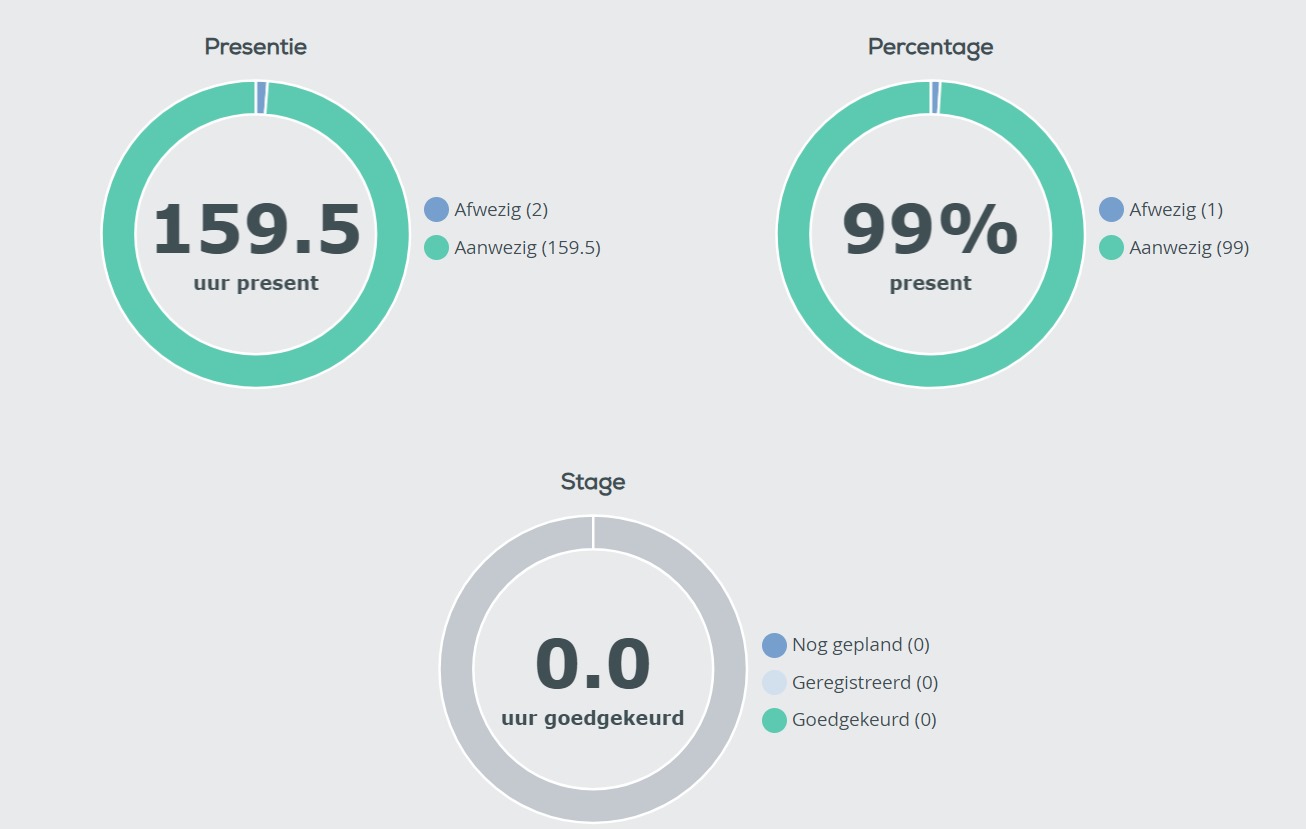 Presentie
159.5
uur present
Afwezig (2)
Aanwezig (159.5)
Percentage
99%
present
Afwezig (1)
Aanwezig (99)
Stage
0.0
uur goedgekeurd
Nog gepland (0)
Geregistreerd (0)
Goedgekeurd (0)